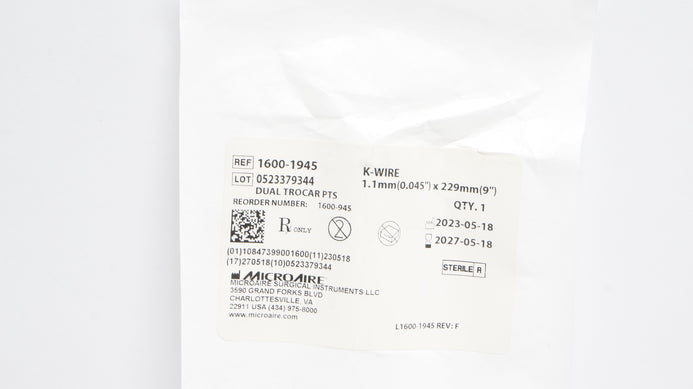 REF 1600-1945
LOT 0523379344
DUAL TROCAR PTS
REORDER NUMBER: 1600-945
K-WIRE
1.1mm(0.045") x 229mm(9")
QTY. 1
2023-05-18
2027-05-18
R ONLY
2
STERILE R
(01)10847399001600(11)230518
(17)270518(10)0523379344
MICROAIRE
MICROAIRE SURGICAL INSTRUMENTS LLC
3590 GRAND FORKS BLVD
CHARLOTTESVILLE, VA
22911 USA (434) 975-8000
www.microaire.com
L1600-1945 REV: F